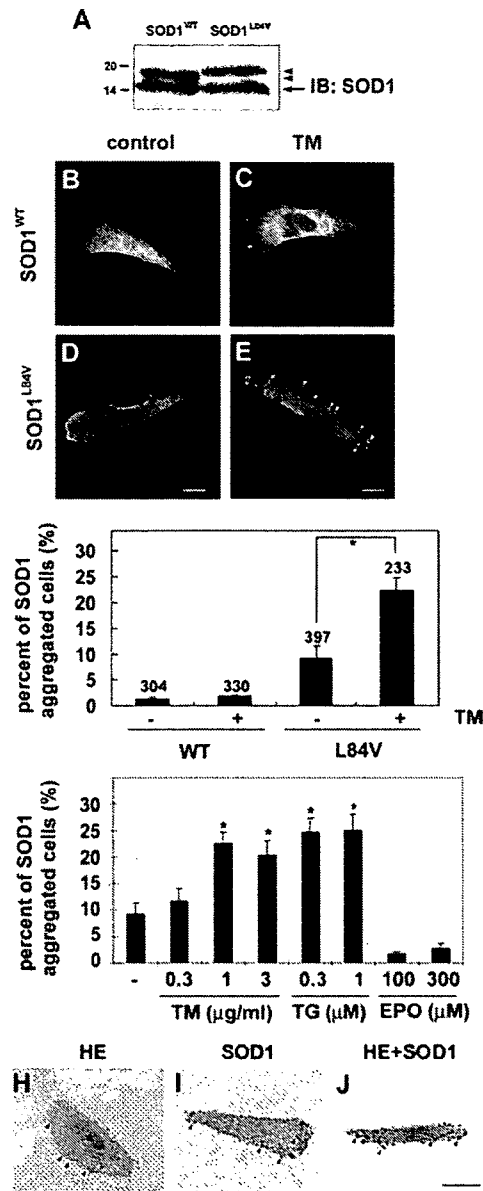 A
SOD1WT SOD1L84V
20
14
IB: SOD1
control TM
B C
SOD1WT
D E
SOD1L84V
percent of SOD1
aggregated cells (%)
30
25
20
15
10
5
0
304 330 397 233
*
- + - + TM
WT L84V
percent of SOD1
aggregated cells (%)
30
25
20
15
10
5
0
* * * *
- 0.3 1 3 0.3 1 100 300
TM (μg/ml) TG (μM) EPO (μM)
HE SOD1 HE+SOD1
H I J